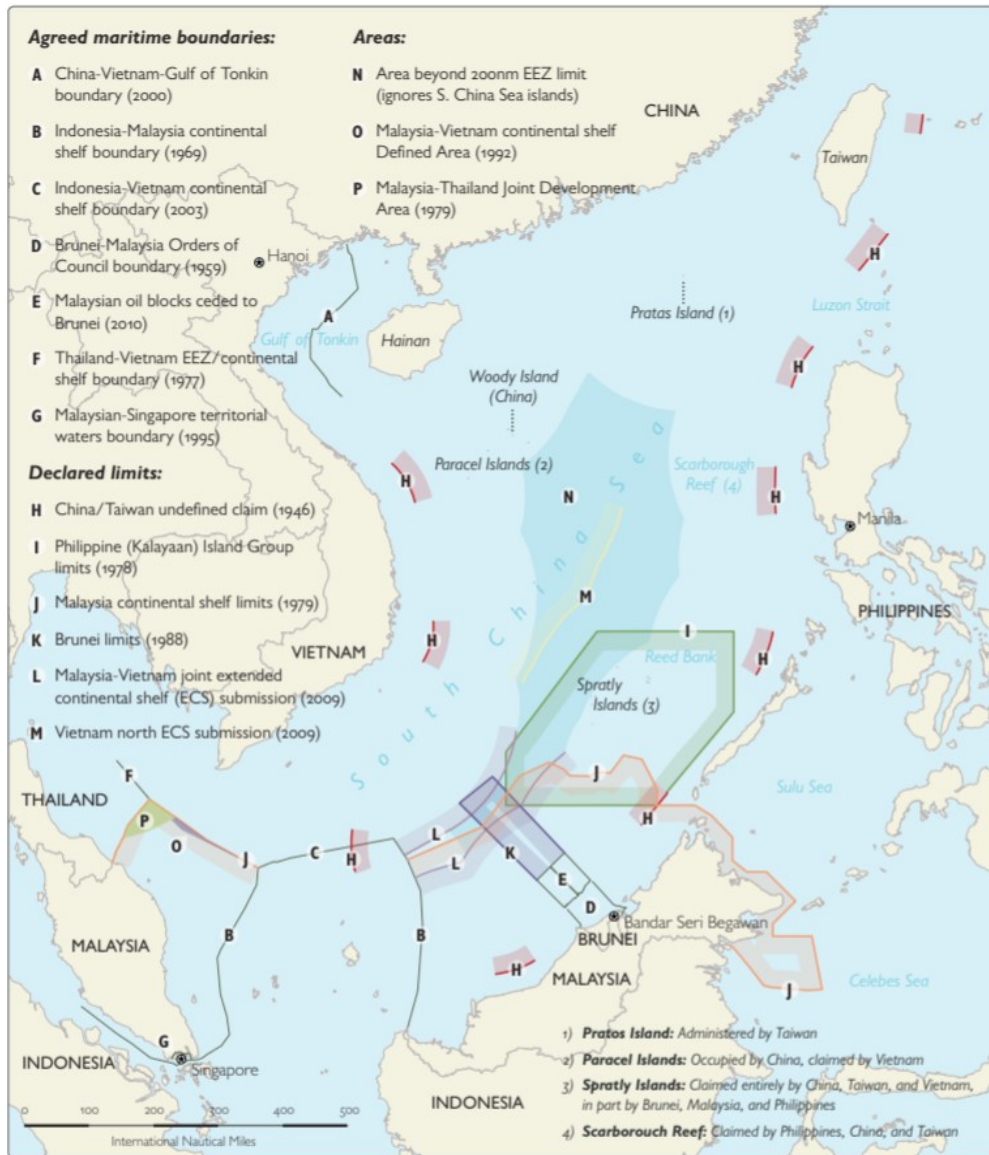 Agreed maritime boundaries:
A China-Vietnam-Gulf of Tonkin
boundary (2000)
B Indonesia-Malaysia continental
shelf boundary (1969)
C Indonesia-Vietnam continental
shelf boundary (2003)
D Brunei-Malaysia Orders of
Council boundary (1959)
E Malaysian oil blocks ceded to
Brunei (2010)
F Thailand-Vietnam EEZ/continental
shelf boundary (1977)
G Malaysian-Singapore territorial
waters boundary (1995)
Declared limits:
H China/Taiwan undefined claim (1946)
I Philippine (Kalayaan) Island Group
limits (1978)
J Malaysia continental shelf limits (1979)
K Brunei limits (1988)
L Malaysia-Vietnam joint extended
continental shelf (ECS) submission (2009)
M Vietnam north ECS submission (2009)
Areas:
N Area beyond 200nm EEZ limit
(ignores S. China Sea islands)
O Malaysia-Vietnam continental shelf
Defined Area (1992)
P Malaysia-Thailand Joint Development
Area (1979)
CHINA
Taiwan
H
Luzon Strait
Hanoi
A
Gulf of Tonkin
Hainan
Pratas Island (1)
H
Woody Island
(China)
Paracel Islands (2)
H
N
Scarborough
Reef (4)
H
Manila
South China Sea
M
PHILIPPINES
VIETNAM
H
I
Reed Bank
H
Spratly
Islands (3)
F
THAILAND
P
O
J
C
H
L
L
K
J
H
Sulu Sea
E
D
Bandar Seri Begawan
BRUNEI
MALAYSIA
B
B
H
MALAYSIA
J
Celebes Sea
G
Singapore
INDONESIA
INDONESIA
0 100 200 300 400 500
International Nautical Miles
1) Pratos Island: Administered by Taiwan
2) Paracel Islands: Occupied by China, claimed by Vietnam
3) Spratly Islands: Claimed entirely by China, Taiwan, and Vietnam,
in part by Brunei, Malaysia, and Philippines
4) Scarborouch Reef: Claimed by Philippines, China, and Taiwan